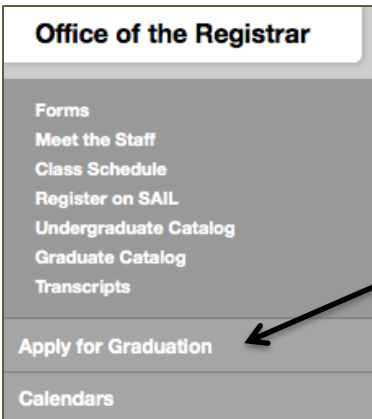 Office of the Registrar
Forms
Meet the Staff
Class Schedule
Register on SAIL
Undergraduate Catalog
Graduate Catalog
Transcripts
Apply for Graduation
Calendars